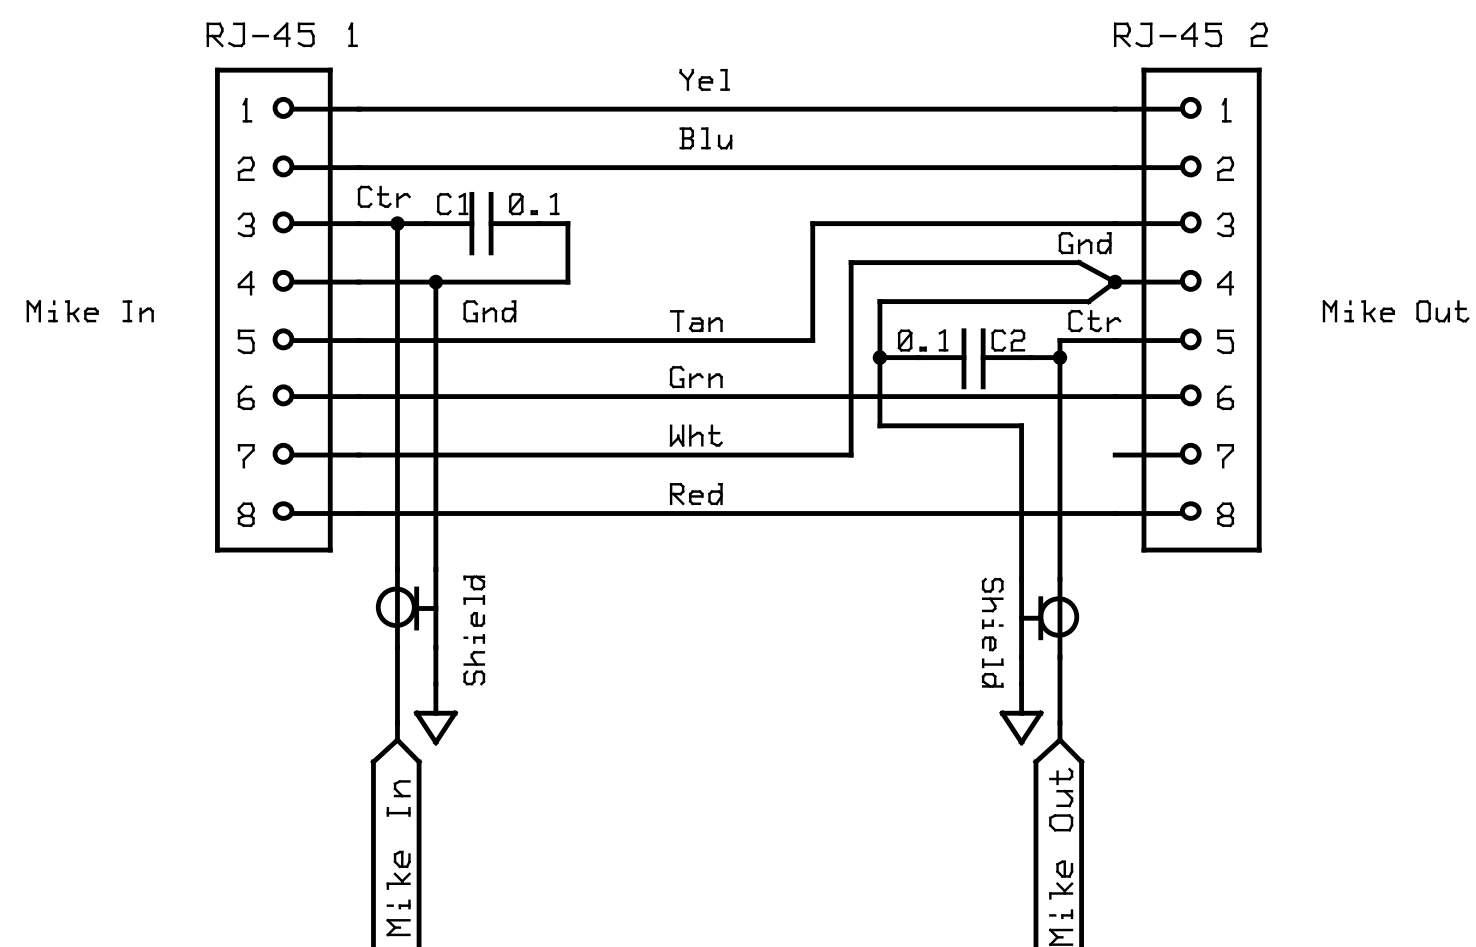 RJ-45 1
RJ-45 2
Yel
1
1
Blu
2
2
Ctr
C1
0.1
3
3
Gnd
4
4
Mike In
Gnd
Tan
Ctr
Mike Out
5
0.1
C2
5
Grn
6
6
Wht
7
7
Red
8
8
Shield
Shield
Mike In
Mike Out